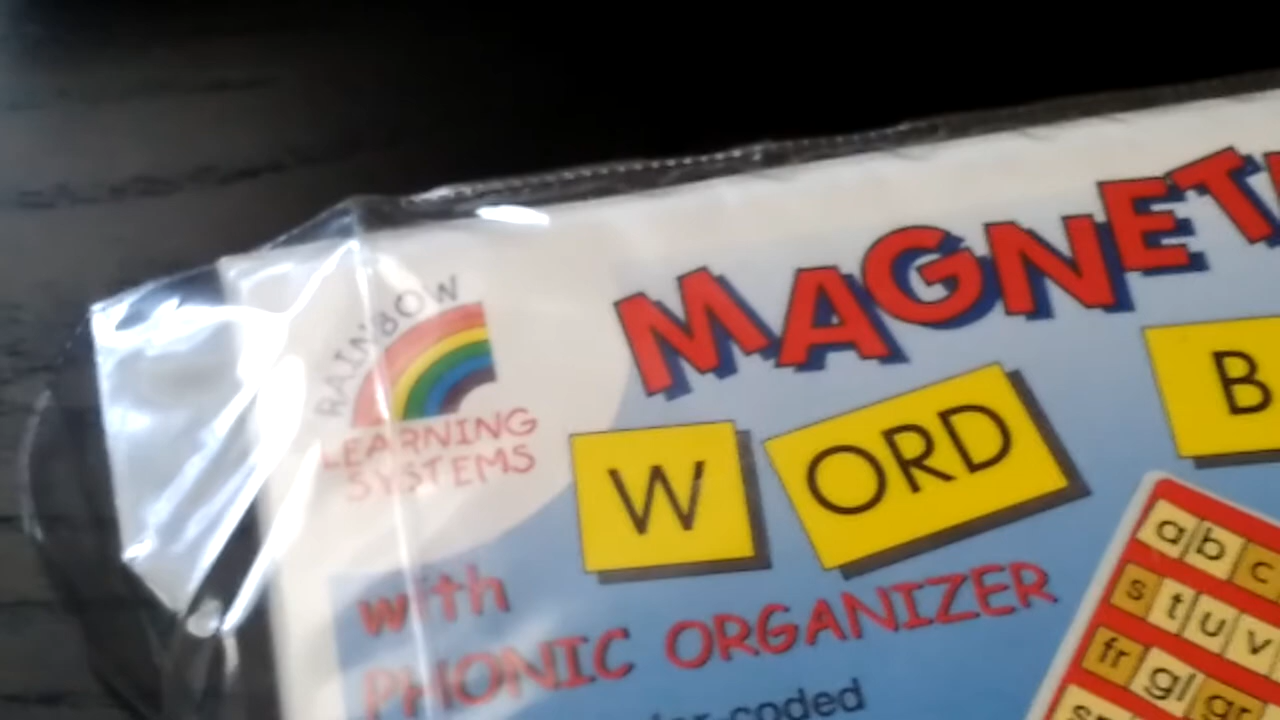 RAINBOW
LEARNING
SYSTEMS
MAGNET
W ORD B
with
PHONIC ORGANIZER
-coded
a b c
s t u v
fr gl gr